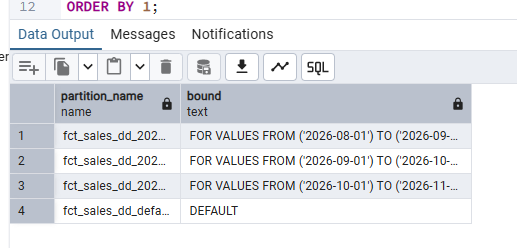 12 ORDER BY 1;
Data Output Messages Notifications
SQL
partition_name bound
name text
1 fct_sales_dd_202... FOR VALUES FROM ('2026-08-01') TO ('2026-09-...
2 fct_sales_dd_202... FOR VALUES FROM ('2026-09-01') TO ('2026-10-...
3 fct_sales_dd_202... FOR VALUES FROM ('2026-10-01') TO ('2026-11-...
4 fct_sales_dd_defa... DEFAULT